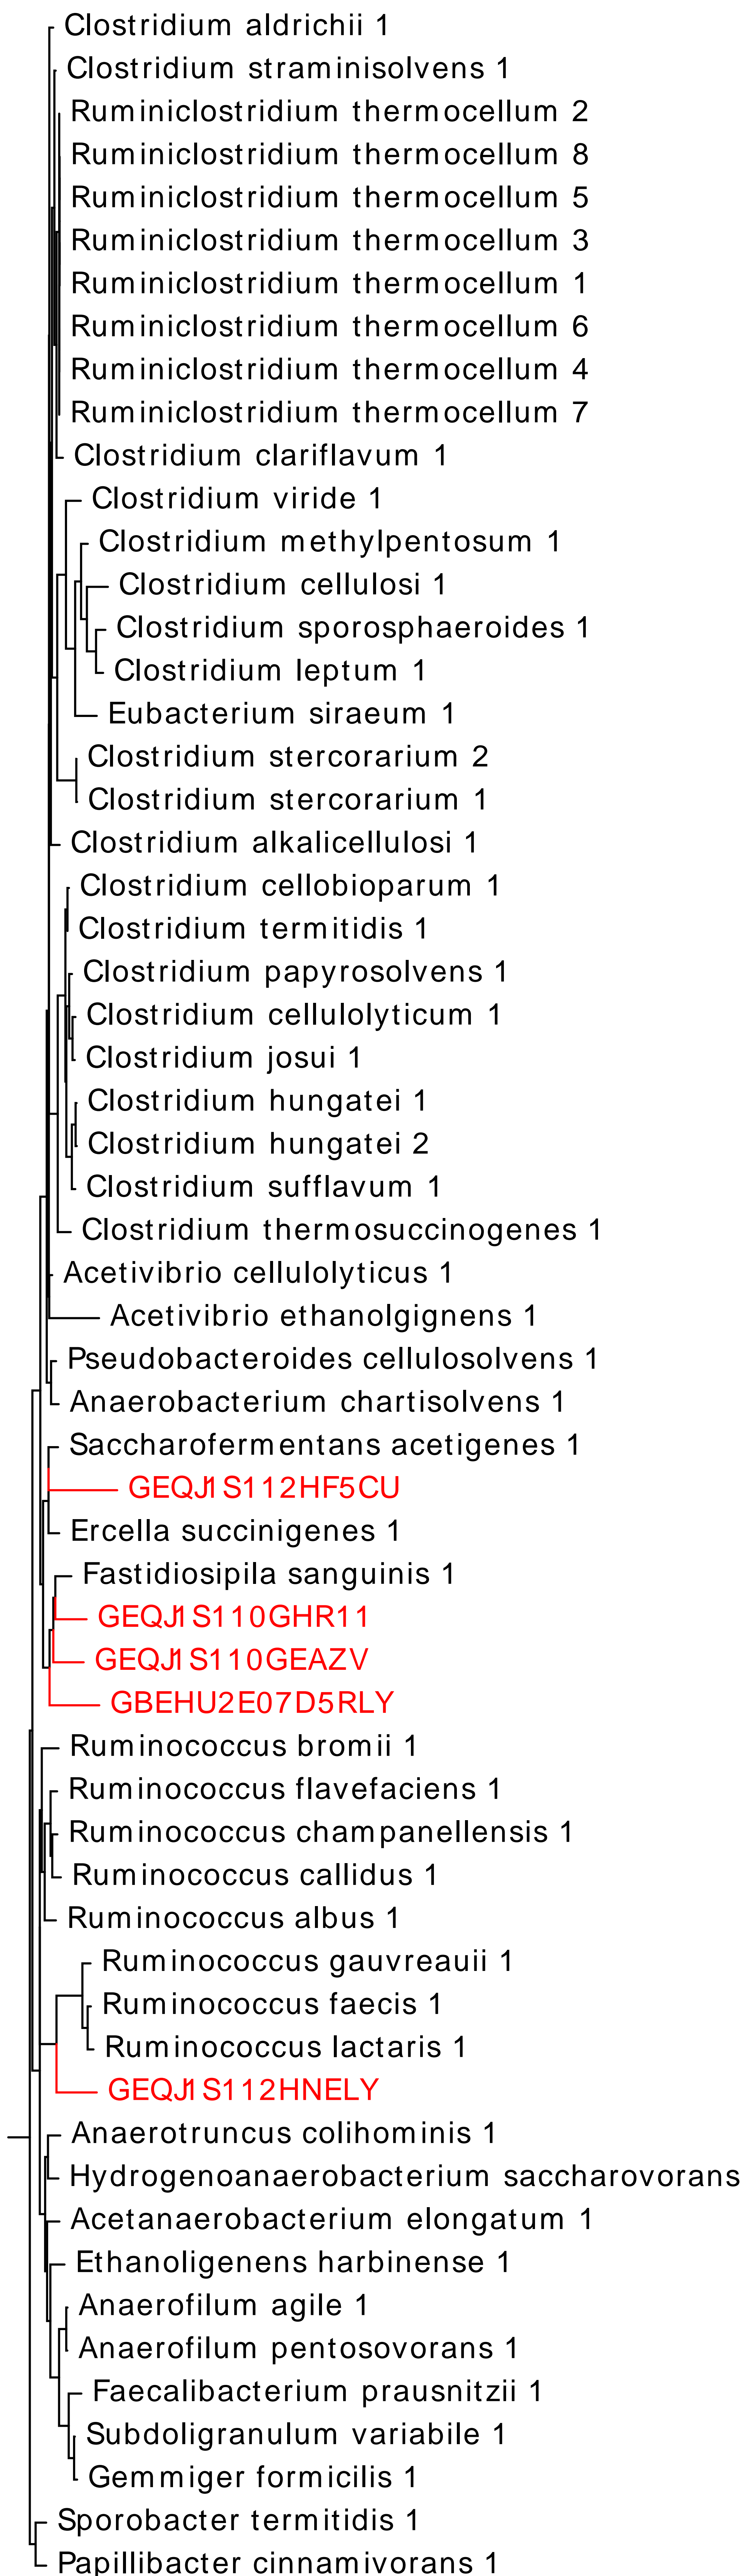 Clostridium aldrichii 1
Clostridium straminisolvens 1
Ruminiclostridium thermocellum 2
Ruminiclostridium thermocellum 8
Ruminiclostridium thermocellum 5
Ruminiclostridium thermocellum 3
Ruminiclostridium thermocellum 1
Ruminiclostridium thermocellum 6
Ruminiclostridium thermocellum 4
Ruminiclostridium thermocellum 7
Clostridium clariflavum 1
Clostridium viride 1
Clostridium methylpentosum 1
Clostridium cellulosi 1
Clostridium sporosphaeroides 1
Clostridium leptum 1
Eubacterium siraeum 1
Clostridium stercorarium 2
Clostridium stercorarium 1
Clostridium alkalicellulosi 1
Clostridium cellobioparum 1
Clostridium termitidis 1
Clostridium papyrosolvens 1
Clostridium cellulolyticum 1
Clostridium josui 1
Clostridium hungatei 1
Clostridium hungatei 2
Clostridium sufflavum 1
Clostridium thermosuccinogenes 1
Acetivibrio cellulolyticus 1
Acetivibrio ethanolgignens 1
Pseudobacteroides cellulosolvens 1
Anaerobacterium chartisolvens 1
Saccharofermentans acetigenes 1
GEQJ1S112HF5CU
Ercella succinigenes 1
Fastidiosipila sanguinis 1
GEQJ1S110GHR11
GEQJ1S110GEAZV
GBEHU2E07D5RLY
Ruminococcus bromii 1
Ruminococcus flavefaciens 1
Ruminococcus champanellensis 1
Ruminococcus callidus 1
Ruminococcus albus 1
Ruminococcus gauvreauii 1
Ruminococcus faecis 1
Ruminococcus lactaris 1
GEQJ1S112HNELY
Anaerotruncus colihominis 1
Hydrogenoanaerobacterium saccharovorans
Acetanaerobacterium elongatum 1
Ethanoligenens harbinense 1
Anaerofilum agile 1
Anaerofilum pentosovorans 1
Faecalibacterium prausnitzii 1
Subdoligranulum variabile 1
Gemmiger formicilis 1
Sporobacter termitidis 1
Papillibacter cinnamivorans 1